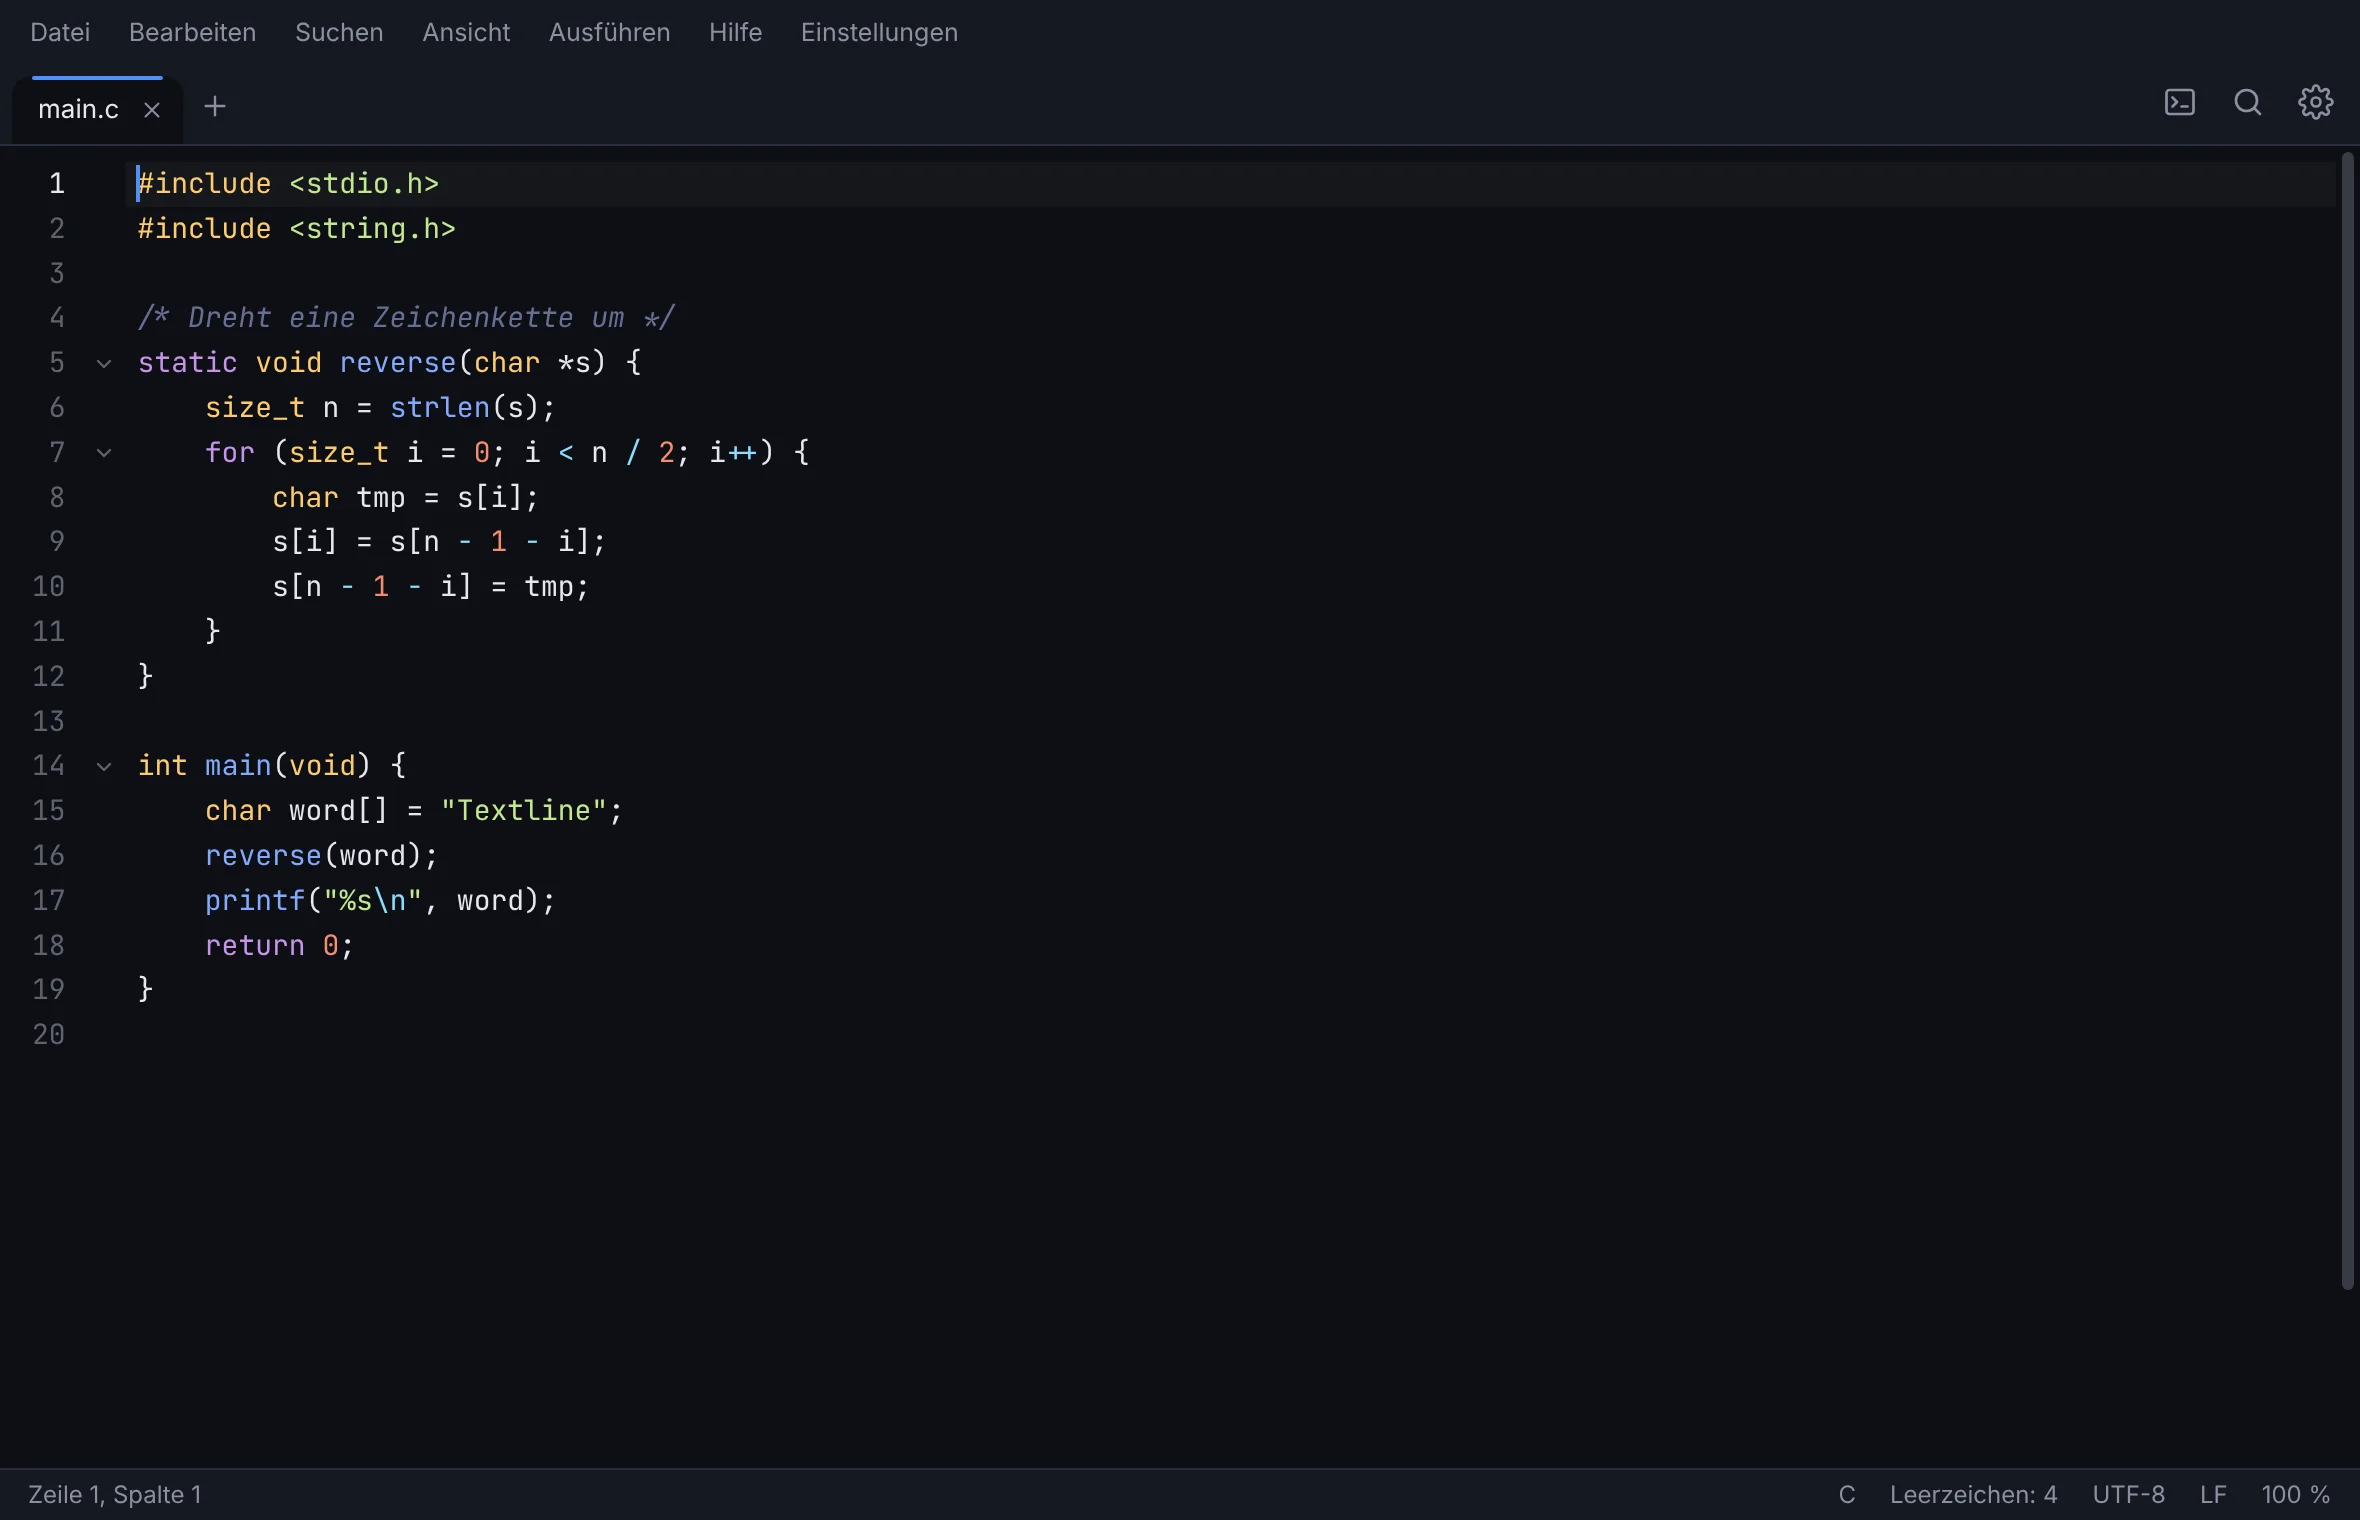 Datei Bearbeiten Suchen Ansicht Ausführen Hilfe Einstellungen
main.c
1 #include <stdio.h>
2 #include <string.h>
3
4 /* Dreht eine Zeichenkette um */
5 static void reverse(char *s) {
6     size_t n = strlen(s);
7     for (size_t i = 0; i < n / 2; i++) {
8         char tmp = s[i];
9         s[i] = s[n - 1 - i];
10         s[n - 1 - i] = tmp;
11     }
12 }
13
14 int main(void) {
15     char word[] = "Textline";
16     reverse(word);
17     printf("%s\n", word);
18     return 0;
19 }
20
Zeile 1, Spalte 1 C Leerzeichen: 4 UTF-8 LF 100 %